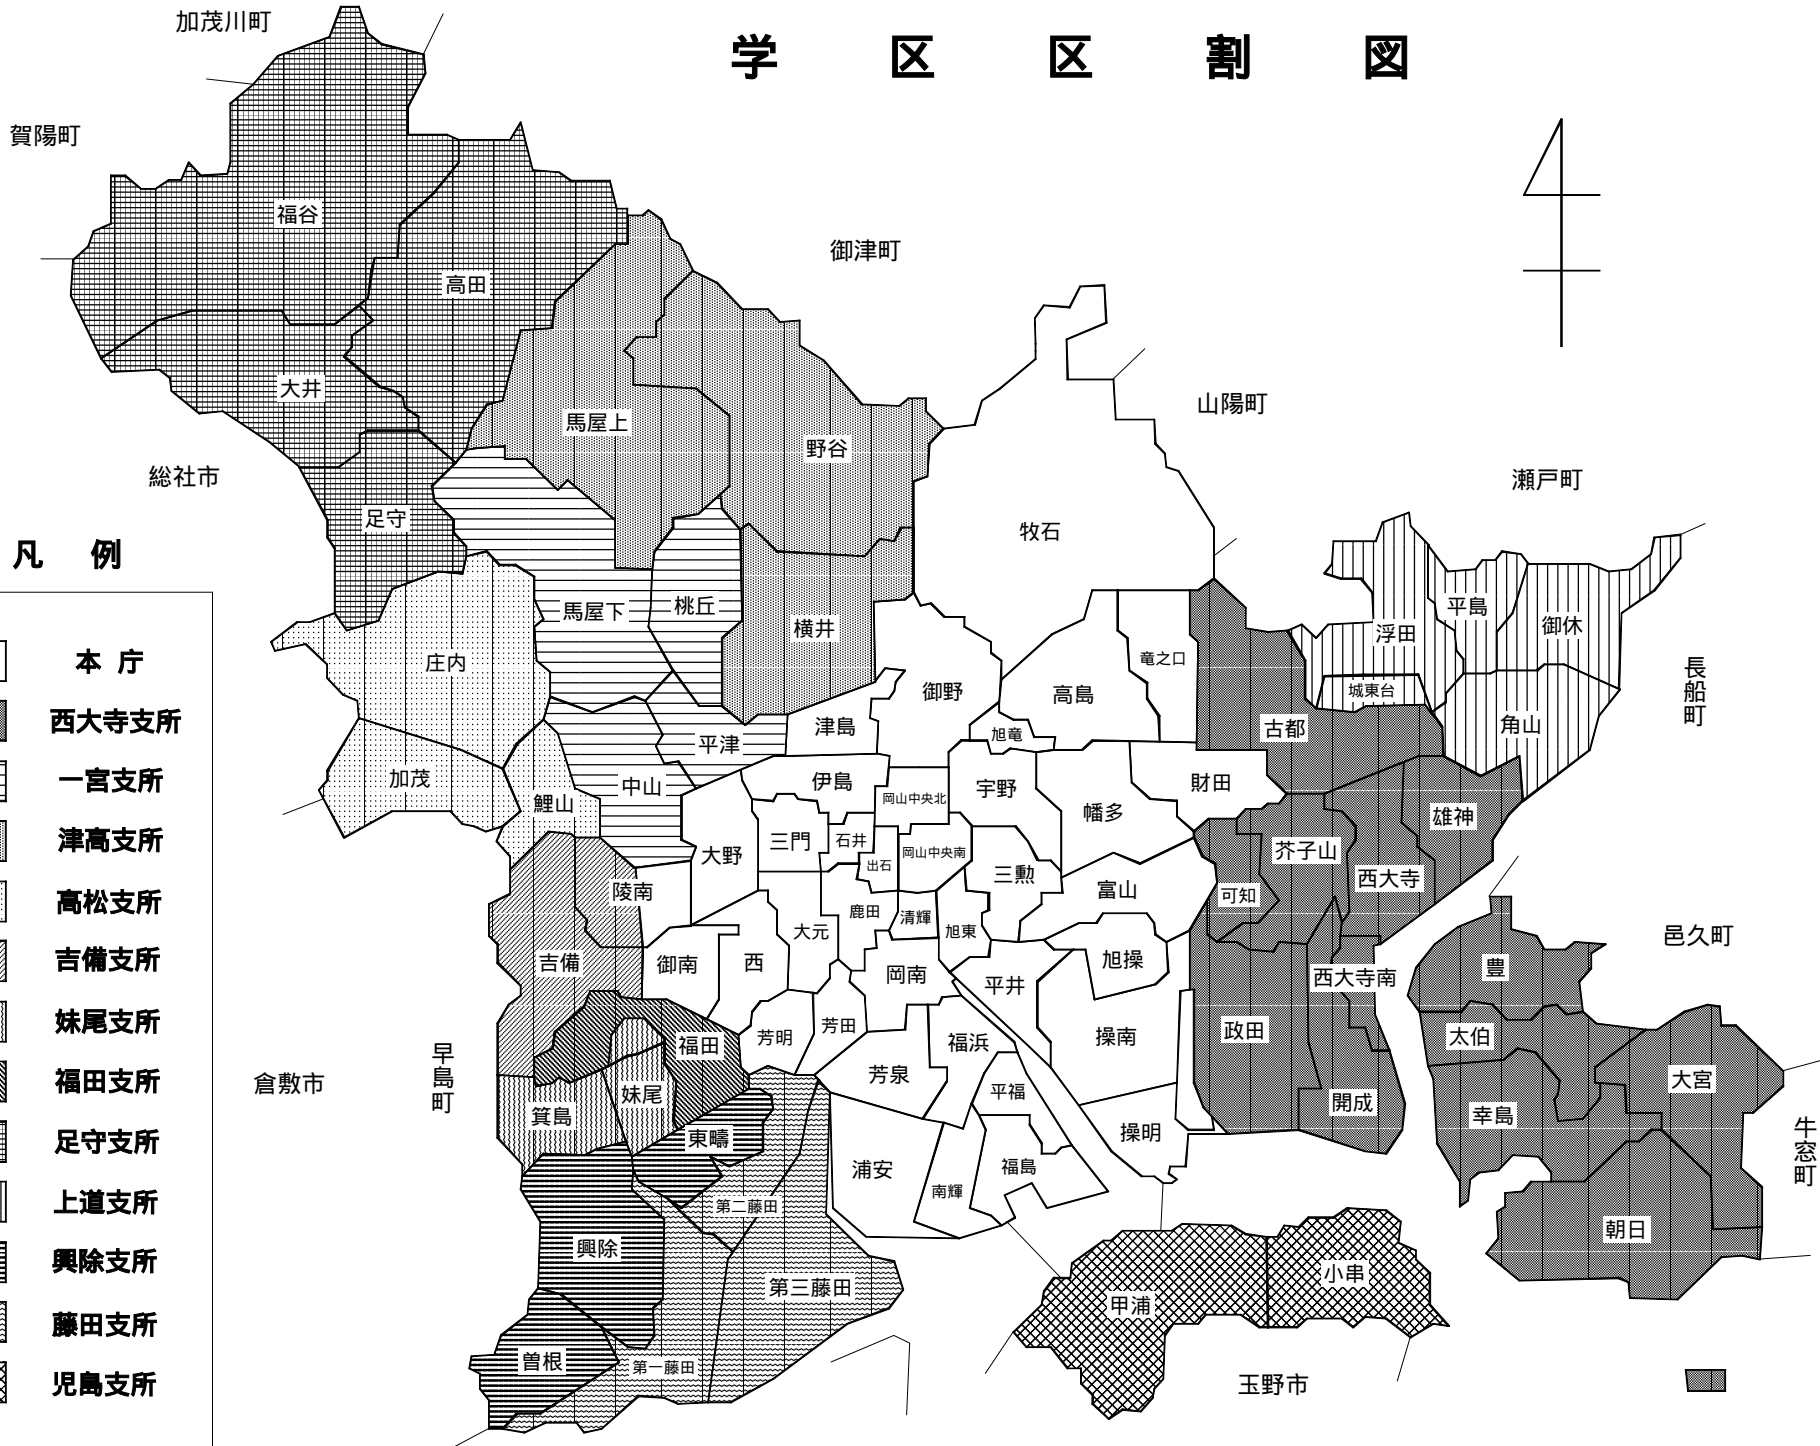 学区区割図
加茂川町
賀陽町
福谷
御津町
高田
大井
馬屋上
山陽町
野谷
総社市
瀬戸町
足守
牧石
凡例
本庁
西大寺支所
一宮支所
津高支所
高松支所
吉備支所
妹尾支所
福田支所
足守支所
上道支所
興除支所
藤田支所
児島支所
馬屋下
桃丘
横井
平島
御休
浮田
庄内
竜之口
長船町
御野
高島
城東台
津島
旭竜
古都
角山
平津
加茂
中山
伊島
岡山中央北
宇野
財田
鯉山
幡多
雄神
三門
石井
岡山中央南
芥子山
大野
出石
三勲
西大寺
陵南
富山
可知
鹿田
清輝
旭東
大元
邑久町
吉備
御南
西
岡南
平井
旭操
西大寺南
豊
芳明
芳田
福浜
操南
政田
太伯
福田
早島町
倉敷市
芳泉
平福
大宮
妹尾
箕島
開成
幸島
東疇
操明
牛窓町
浦安
南輝
福島
第二藤田
朝日
興除
第三藤田
小串
甲浦
曽根
第一藤田
玉野市